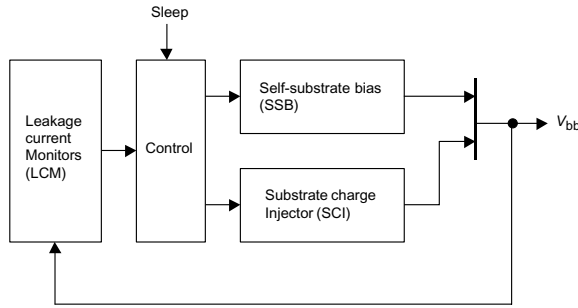 Sleep
Leakage
current
Monitors
(LCM)
Control
Self-substrate bias
(SSB)
Substrate charge
Injector (SCI)
Vbb